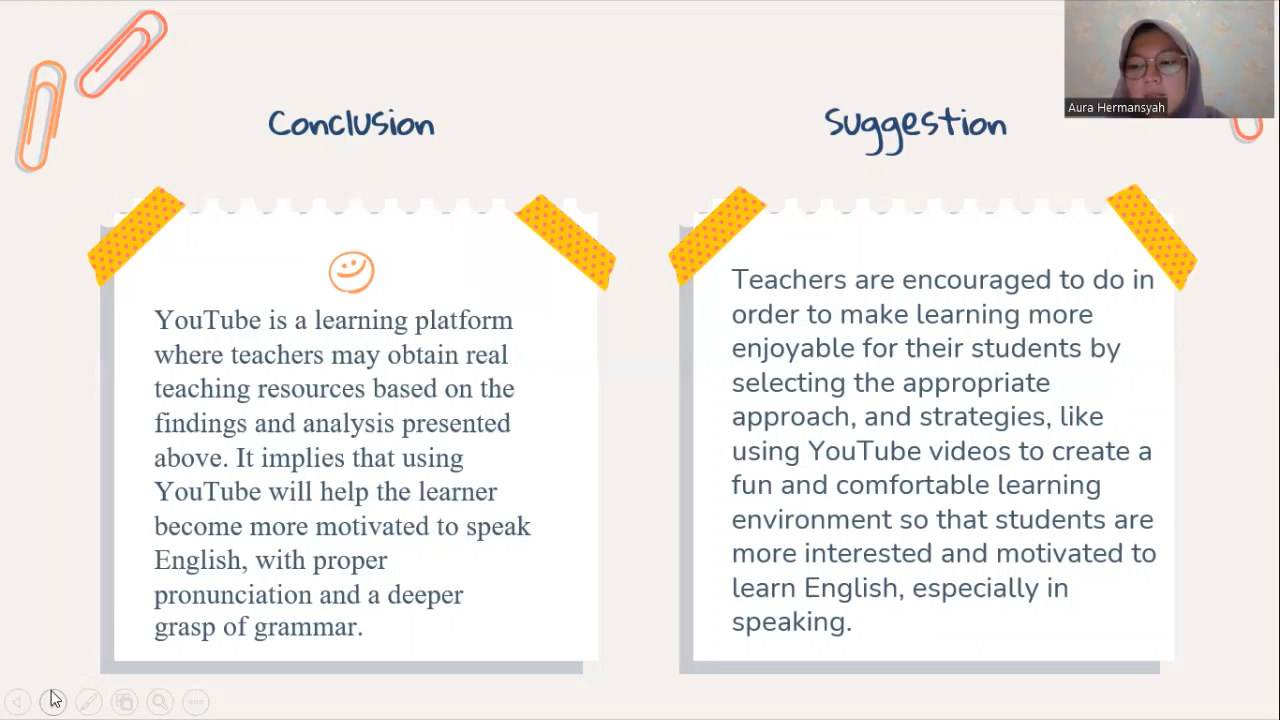 Aura Hermansyah
Conclusion
YouTube is a learning platform
where teachers may obtain real
teaching resources based on the
findings and analysis presented
above. It implies that using
YouTube will help the learner
become more motivated to speak
English, with proper
pronunciation and a deeper
grasp of grammar.
Suggestion
Teachers are encouraged to do in
order to make learning more
enjoyable for their students by
selecting the appropriate
approach, and strategies, like
using YouTube videos to create a
fun and comfortable learning
environment so that students are
more interested and motivated to
learn English, especially in
speaking.